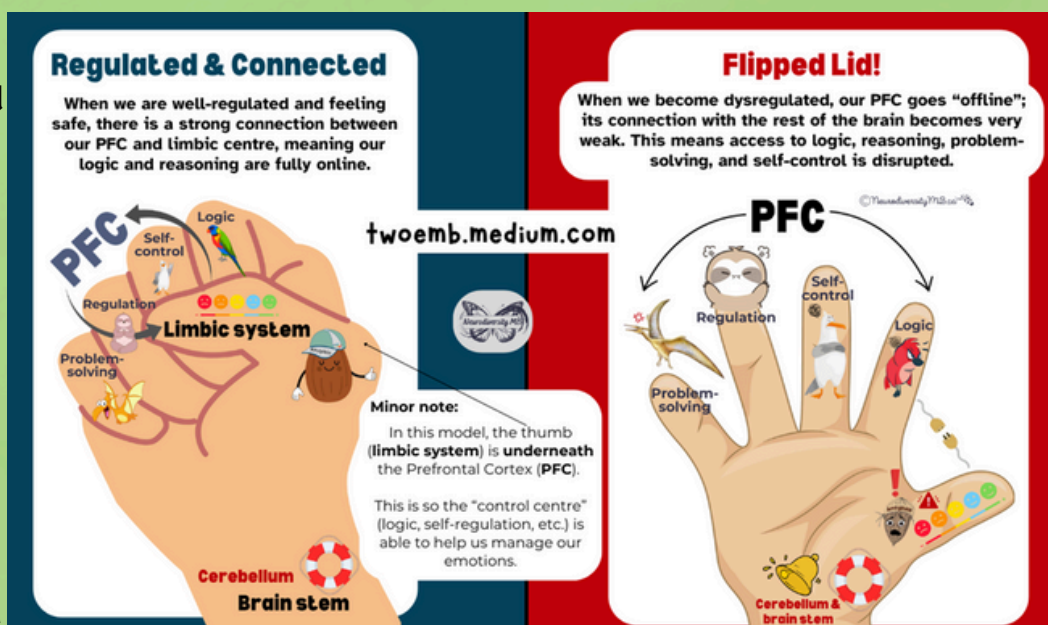 Regulated & Connected
When we are well-regulated and feeling
safe, there is a strong connection between
our PFC and limbic centre, meaning our
logic and reasoning are fully online.
PFC
Logic
Self-
control
Regulation
Limbic system
Problem-
solving
Cerebellum
Brain stem
twoemb.medium.com
Neurodiversity MB
Minor note:
In this model, the thumb
(limbic system) is underneath
the Prefrontal Cortex (PFC).
This is so the “control centre”
(logic, self-regulation, etc.) is
able to help us manage our
emotions.
Flipped Lid!
When we become dysregulated, our PFC goes “offline”;
its connection with the rest of the brain becomes very
weak. This means access to logic, reasoning, problem-
solving, and self-control is disrupted.
©NeurodiversityMB.ca
PFC
Self-
control
Regulation
Logic
Problem-
solving
Cerebellum &
brain stem